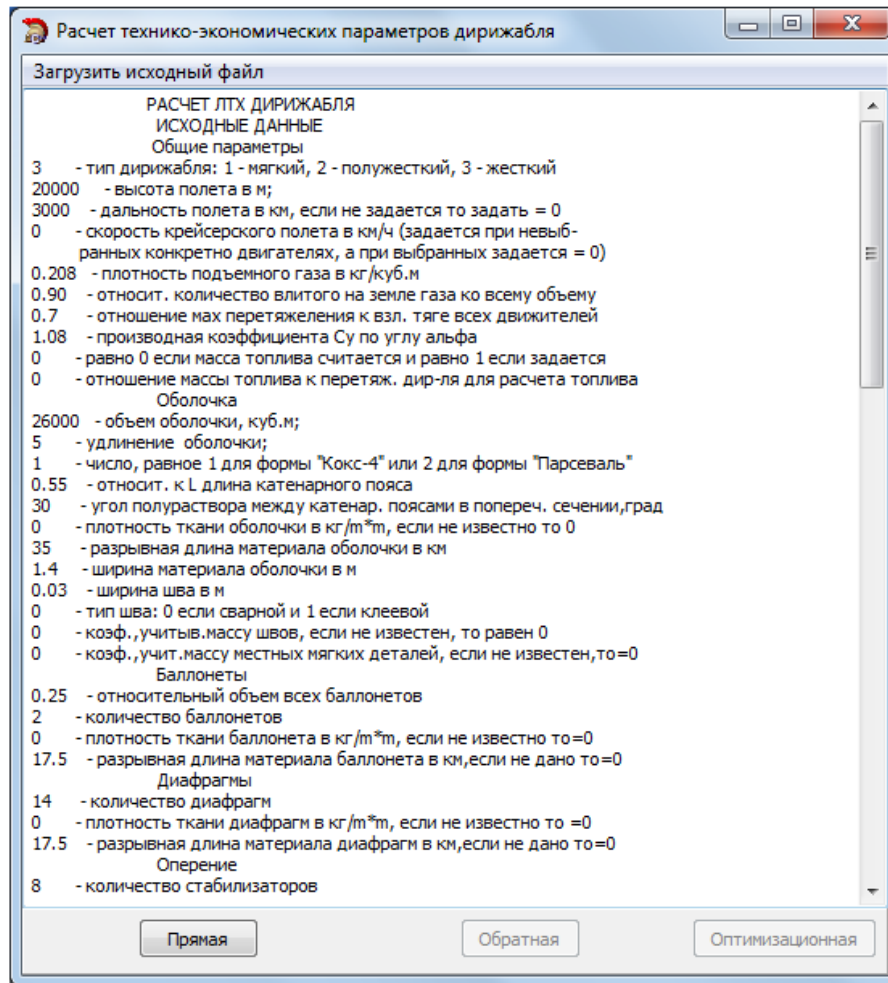 Расчет технико-экономических параметров дирижабля
Загрузить исходный файл
РАСЧЕТ ЛТХ ДИРИЖАБЛЯ
ИСХОДНЫЕ ДАННЫЕ
Общие параметры
3 - тип дирижабля: 1 - мягкий, 2 - полужесткий, 3 - жесткий
20000 - высота полета в м;
3000 - дальность полета в км, если не задается то задать = 0
0 - скорость крейсерского полета в км/ч (задается при невыб-
ранных конкретно двигателях, а при выбранных задается = 0)
0.208 - плотность подъемного газа в кг/куб.м
0.90 - относит. количество влитого на земле газа ко всему объему
0.7 - отношение мах перетяжеления к взл. тяге всех движителей
1.08 - производная коэффициента Су по углу альфа
0 - равно 0 если масса топлива считается и равно 1 если задается
0 - отношение массы топлива к перетяж. дир-ля для расчета топлива
Оболочка
26000 - объем оболочки, куб.м;
5 - удлинение оболочки;
1 - число, равное 1 для формы "Кокс-4" или 2 для формы "Парсеваль"
0.55 - относит. к L длина катенарного пояса
30 - угол полураствора между катенар. поясами в попереч. сечении,град
0 - плотность ткани оболочки в кг/m*m, если не известно то 0
35 - разрывная длина материала оболочки в км
1.4 - ширина материала оболочки в м
0.03 - ширина шва в м
0 - тип шва: 0 если сварной и 1 если клеевой
0 - коэф.,учитыв.массу швов, если не известен, то равен 0
0 - коэф.,учит.массу местных мягких деталей, если не известен,то=0
Баллонеты
0.25 - относительный объем всех баллонетов
2 - количество баллонетов
0 - плотность ткани баллонета в кг/m*m, если не известно то=0
17.5 - разрывная длина материала баллонета в км,если не дано то=0
Диафрагмы
14 - количество диафрагм
0 - плотность ткани диафрагм в кг/m*m, если не известно то =0
17.5 - разрывная длина материала диафрагм в км,если не дано то=0
Оперение
8 - количество стабилизаторов
Прямая
Обратная
Оптимизационная